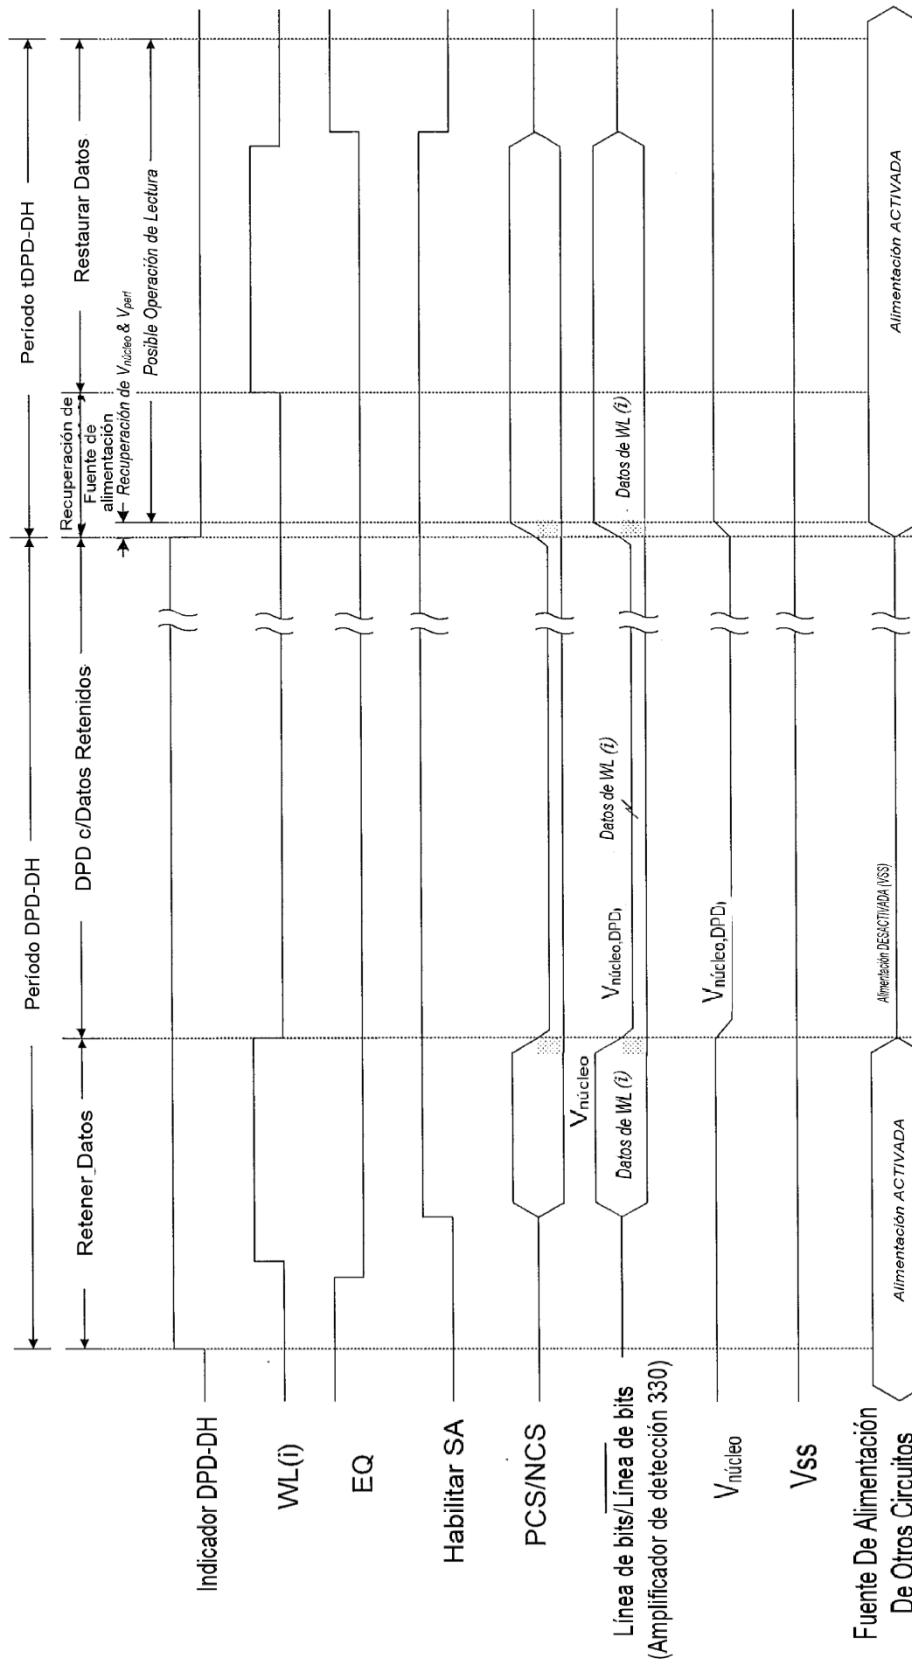 Período DPD-DH
Período tDPD-DH
Retener_Datos
DPD c/Datos Retenidos
Recuperación de
Fuente de
alimentación
Restaurar Datos
Recuperación de Vnúcleo & Vperi
Posible Operación de Lectura
Indicador DPD-DH
WL(i)
EQ
Habilitar SA
PCS/NCS
Vnúcleo
Línea de bits/Línea de bits
(Amplificador de detección 330)
Datos de WL (i)
Vnúcleo,DPD
Datos de WL (i)
Datos de WL (i)
Vnúcleo
Vnúcleo,DPD
Vss
Fuente De Alimentación
De Otros Circuitos
Alimentación ACTIVADA
Alimentación DESACTIVADA (VSS)
Alimentación ACTIVADA